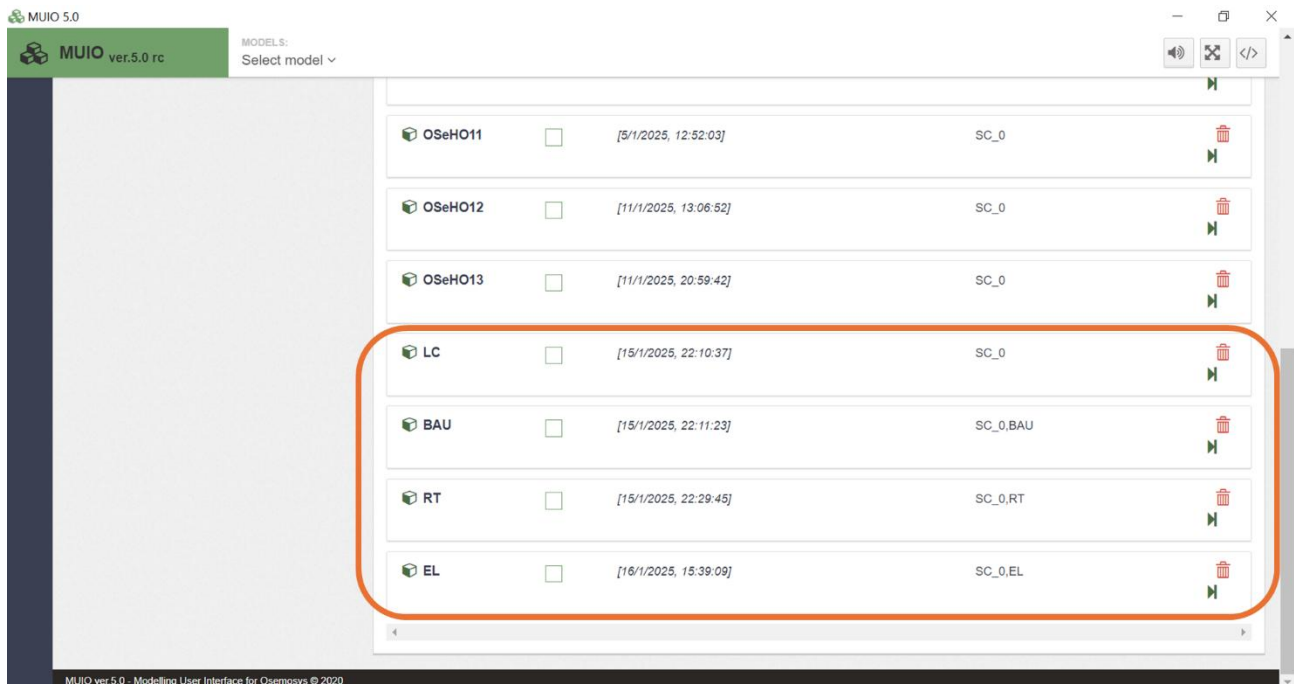 MUIO 5.0
MUIO ver.5.0 rc
MODELS:
Select model
</>
OSeHO11 [5/1/2025, 12:52:03] SC_0
OSeHO12 [11/1/2025, 13:06:52] SC_0
OSeHO13 [11/1/2025, 20:59:42] SC_0
LC [15/1/2025, 22:10:37] SC_0
BAU [15/1/2025, 22:11:23] SC_0,BAU
RT [15/1/2025, 22:29:45] SC_0,RT
EL [16/1/2025, 15:39:09] SC_0,EL
MUIO ver 5.0 - Modelling User Interface for Osemosys © 2020